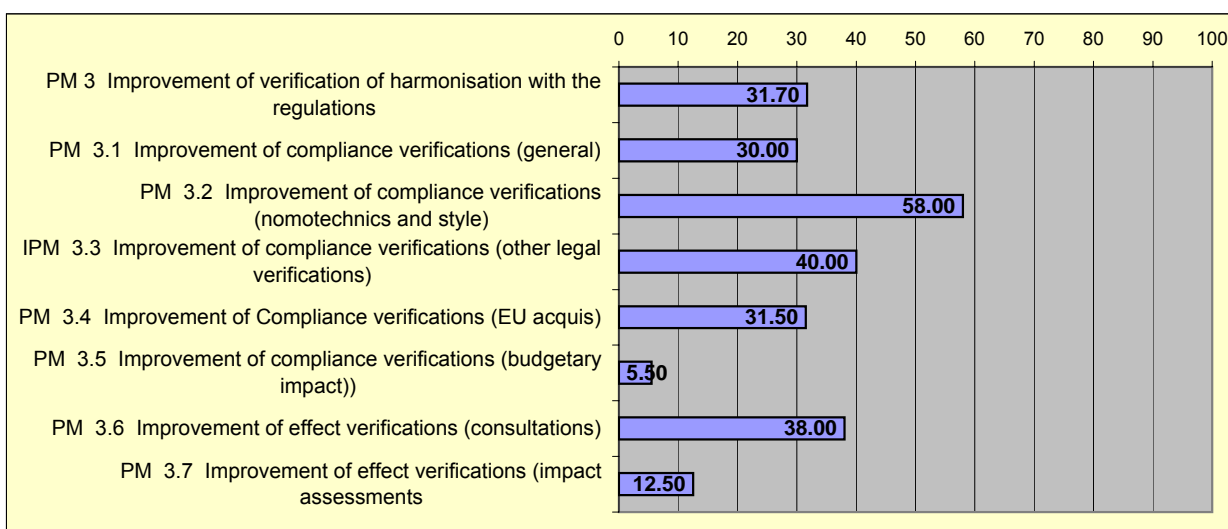 0 10 20 30 40 50 60 70 80 90 100
PM 3 Improvement of verification of harmonisation with the
regulations
31.70
PM 3.1 Improvement of compliance verifications (general)
30.00
PM 3.2 Improvement of compliance verifications
(nomotechnics and style)
58.00
IPM 3.3 Improvement of compliance verifications (other legal
verifications)
40.00
PM 3.4 Improvement of Compliance verifications (EU acquis)
31.50
PM 3.5 Improvement of compliance verifications (budgetary
impact))
5.50
PM 3.6 Improvement of effect verifications (consultations)
38.00
PM 3.7 Improvement of effect verifications (impact
assessments
12.50